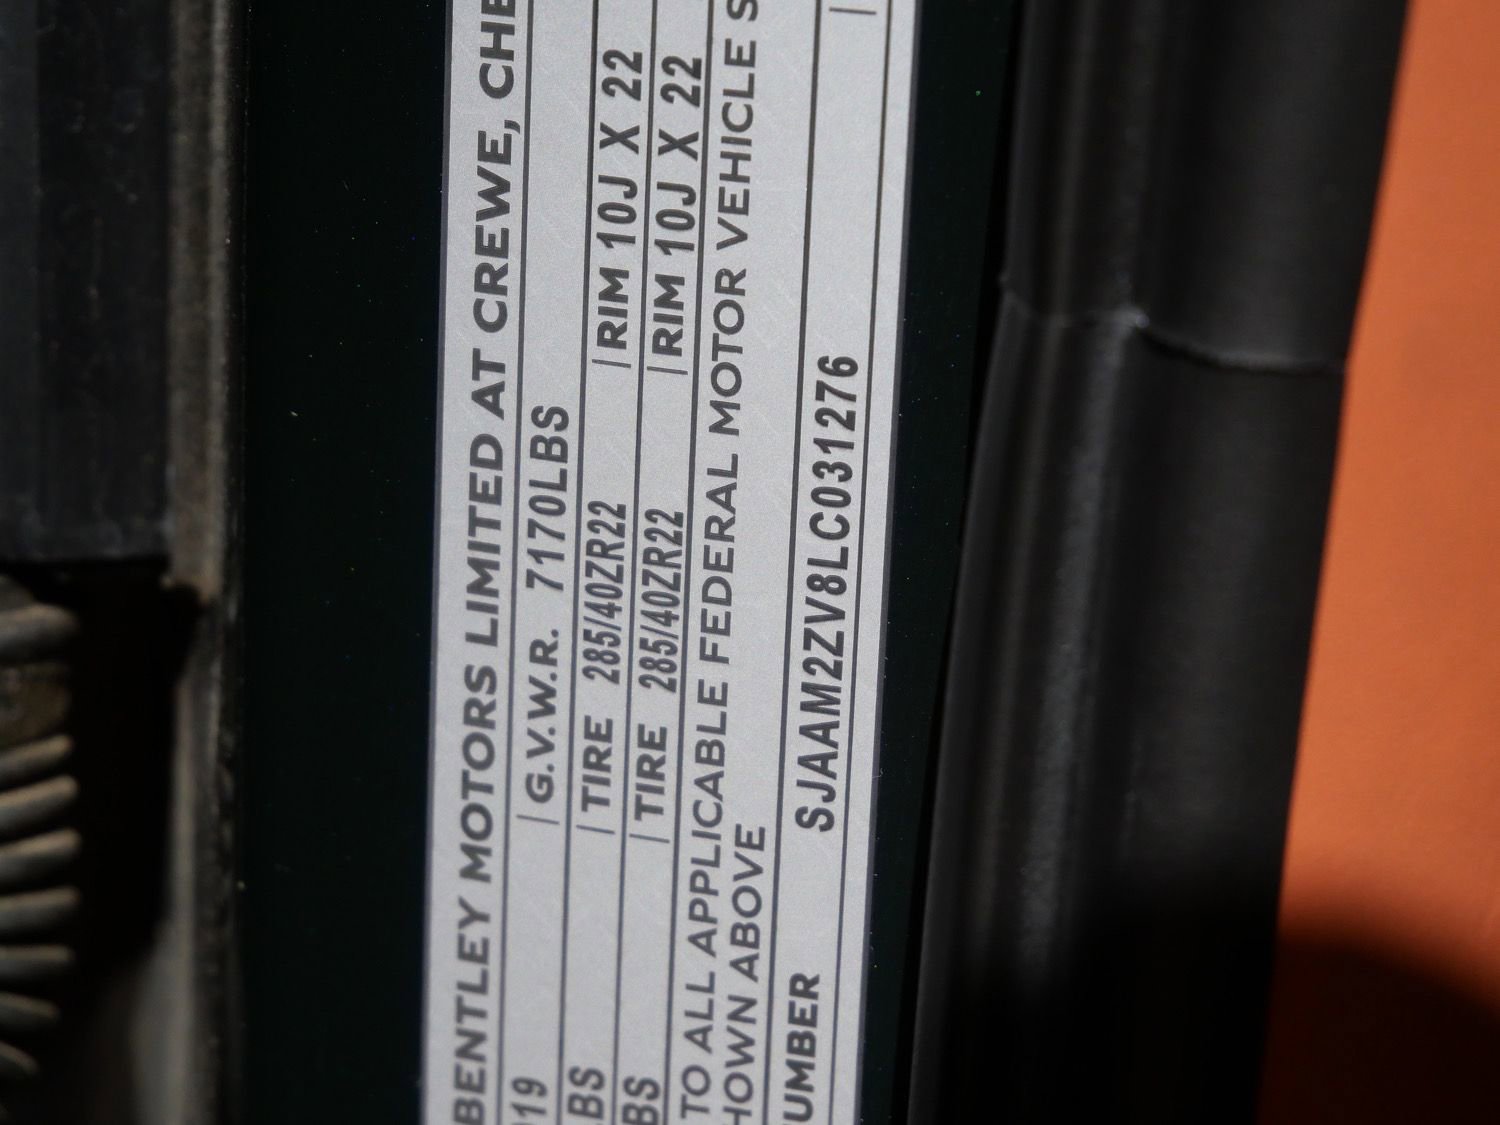 BENTLEY MOTORS LIMITED AT CREWE, CHE
019 | G.V.W.R. 7170LBS
BS | TIRE 285/40ZR22 | RIM 10J X 22
BS | TIRE 285/40ZR22 | RIM 10J X 22
TO ALL APPLICABLE FEDERAL MOTOR VEHICLE S
HOWN ABOVE
UMBER SJAAM2ZV8LC031276